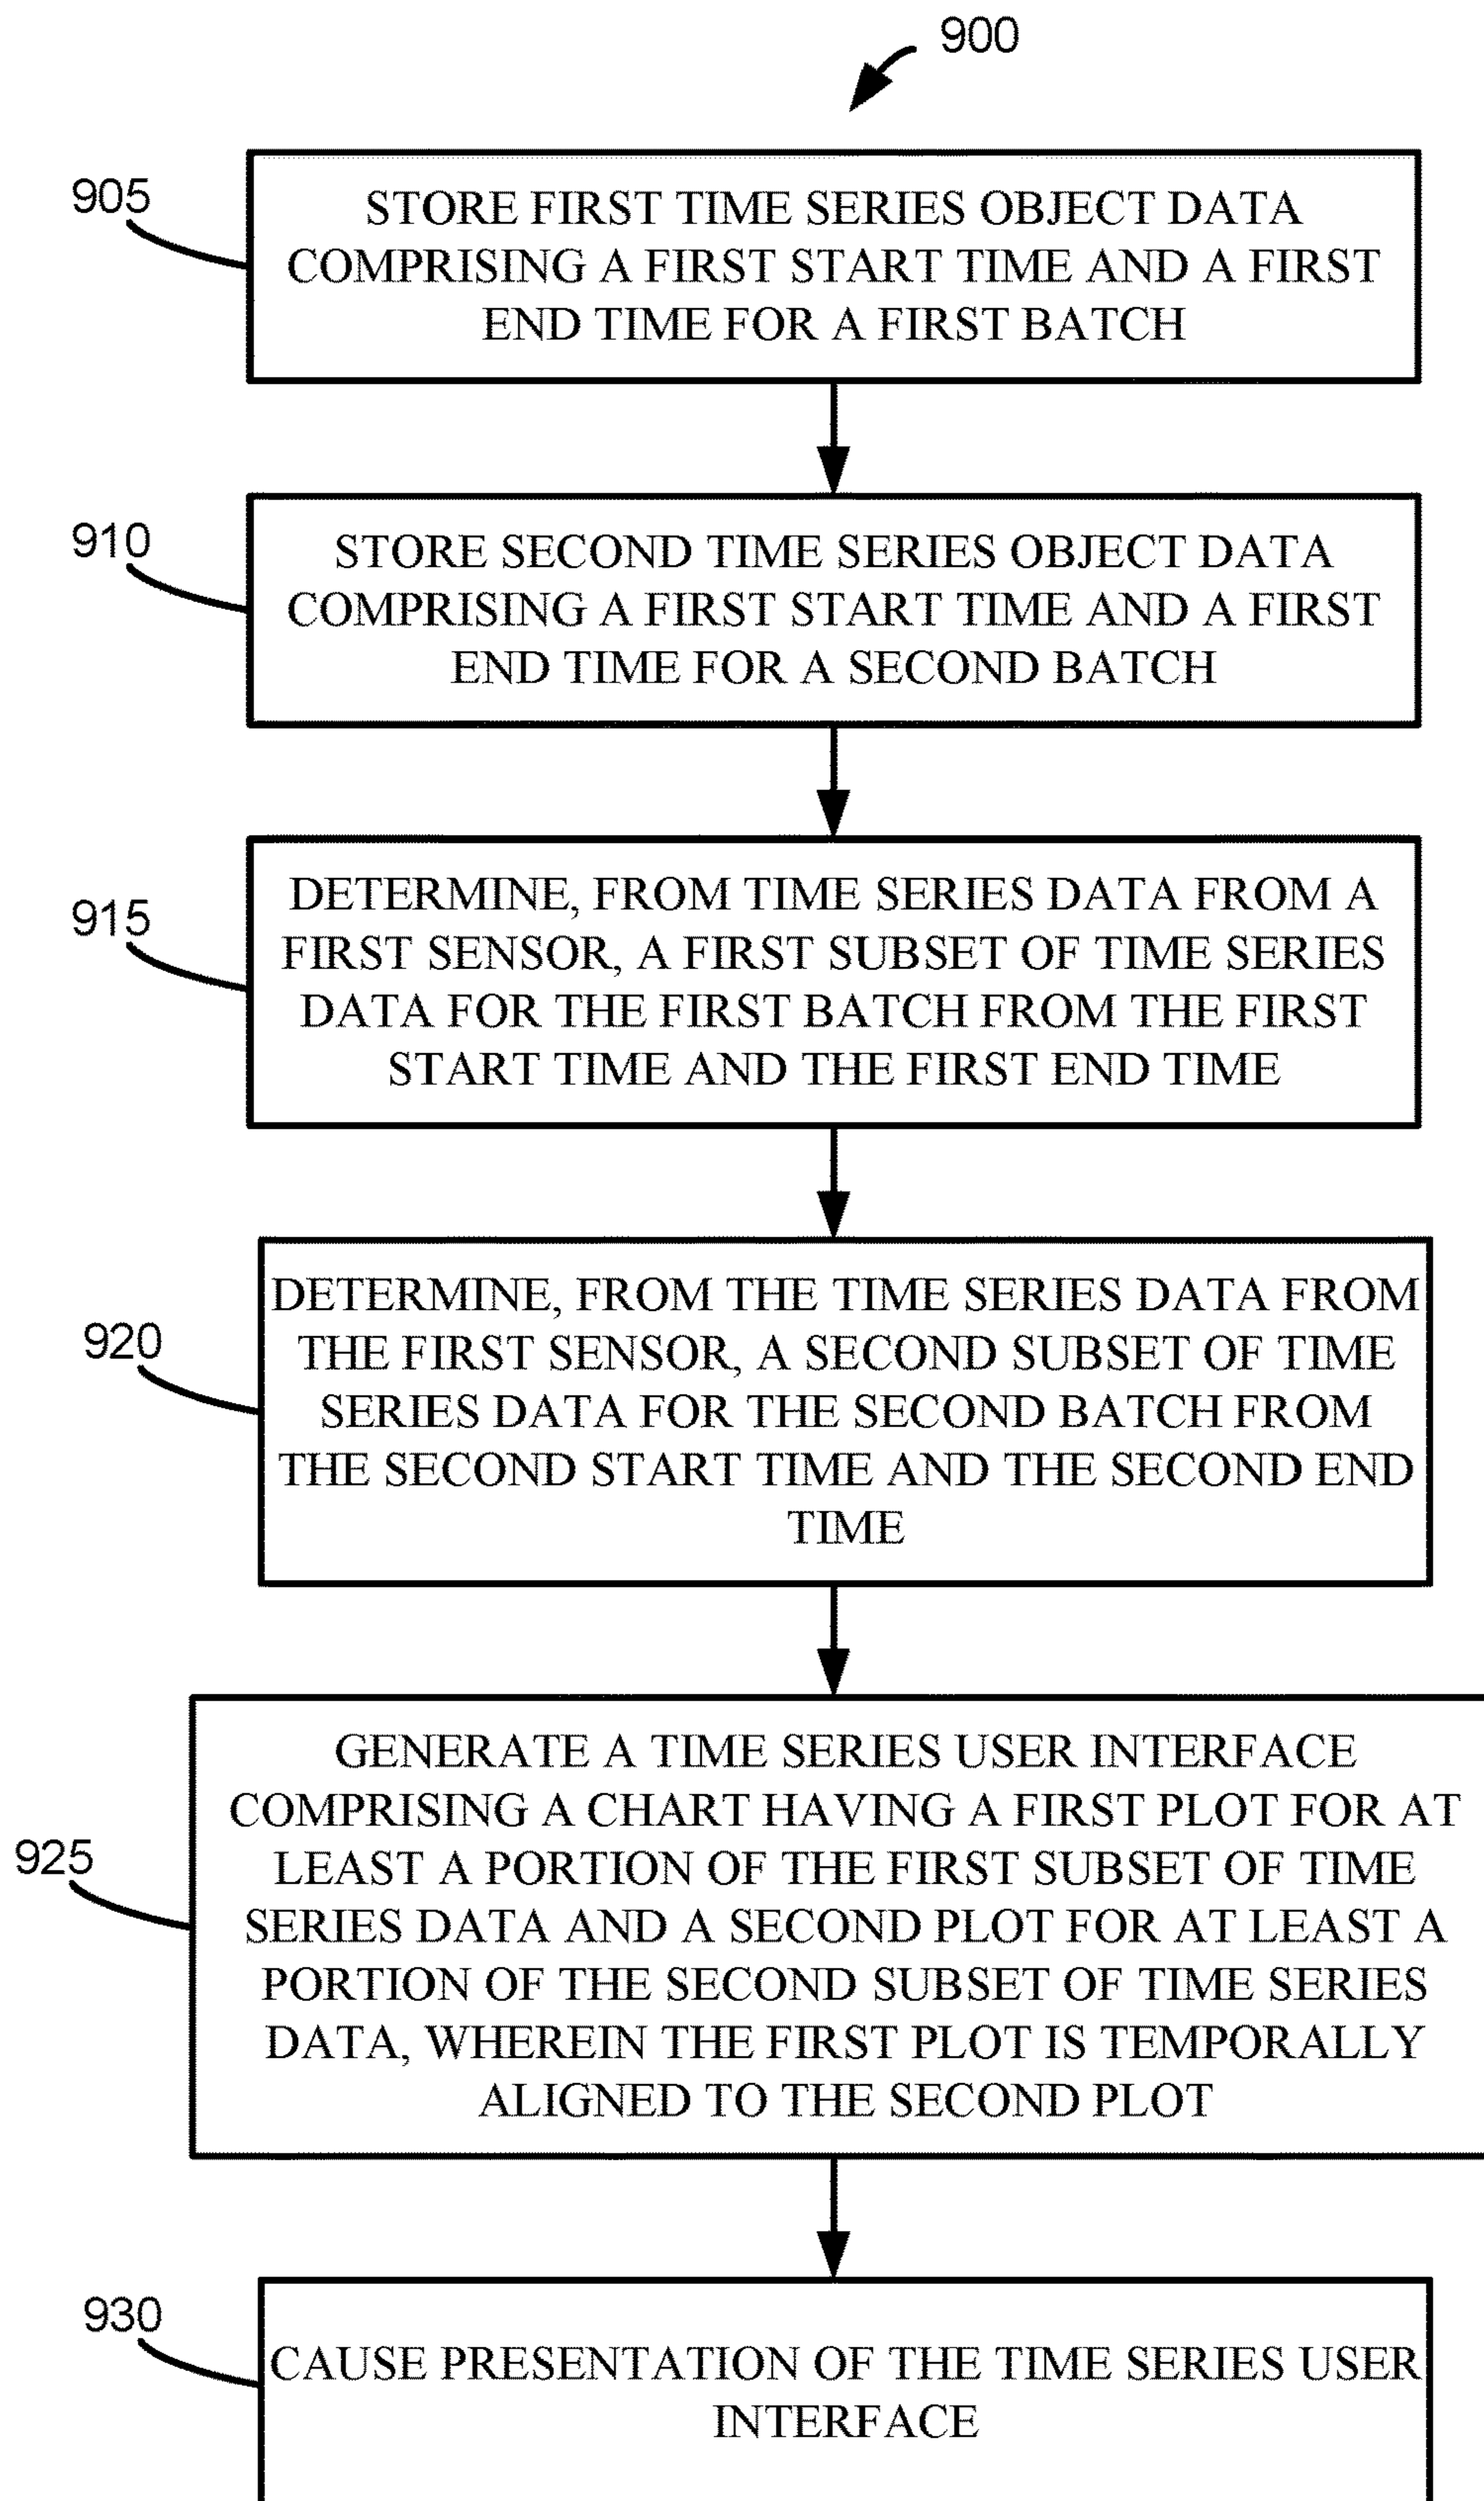 900
905
STORE FIRST TIME SERIES OBJECT DATA
COMPRISING A FIRST START TIME AND A FIRST
END TIME FOR A FIRST BATCH
910
STORE SECOND TIME SERIES OBJECT DATA
COMPRISING A FIRST START TIME AND A FIRST
END TIME FOR A SECOND BATCH
915
DETERMINE, FROM TIME SERIES DATA FROM A
FIRST SENSOR, A FIRST SUBSET OF TIME SERIES
DATA FOR THE FIRST BATCH FROM THE FIRST
START TIME AND THE FIRST END TIME
920
DETERMINE, FROM THE TIME SERIES DATA FROM
THE FIRST SENSOR, A SECOND SUBSET OF TIME
SERIES DATA FOR THE SECOND BATCH FROM
THE SECOND START TIME AND THE SECOND END
TIME
925
GENERATE A TIME SERIES USER INTERFACE
COMPRISING A CHART HAVING A FIRST PLOT FOR AT
LEAST A PORTION OF THE FIRST SUBSET OF TIME
SERIES DATA AND A SECOND PLOT FOR AT LEAST A
PORTION OF THE SECOND SUBSET OF TIME SERIES
DATA, WHEREIN THE FIRST PLOT IS TEMPORALLY
ALIGNED TO THE SECOND PLOT
930
CAUSE PRESENTATION OF THE TIME SERIES USER
INTERFACE